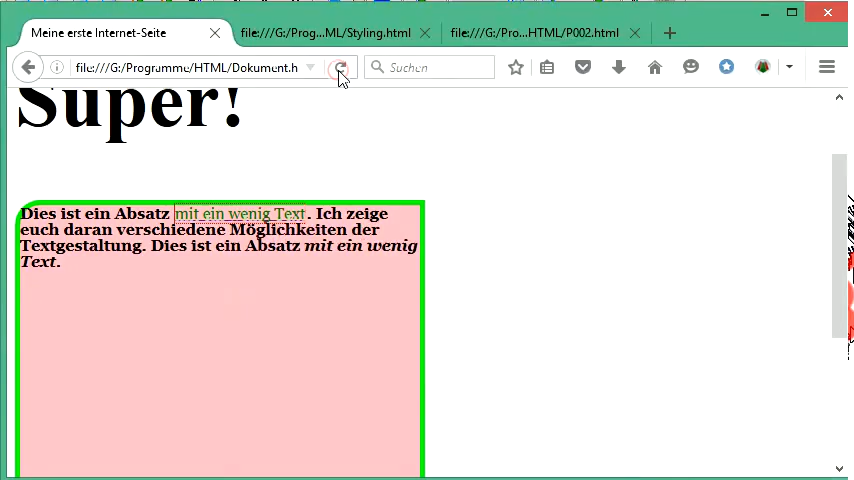 Meine erste Internet-Seite
file:///G:/Prog...ML/Styling.html
file:///G:/Pro...HTML/P002.html
file:///G:/Programme/HTML/Dokument.h
Suchen
Super!
Dies ist ein Absatz mit ein wenig Text. Ich zeige
euch daran verschiedene Möglichkeiten der
Textgestaltung. Dies ist ein Absatz mit ein wenig
Text.